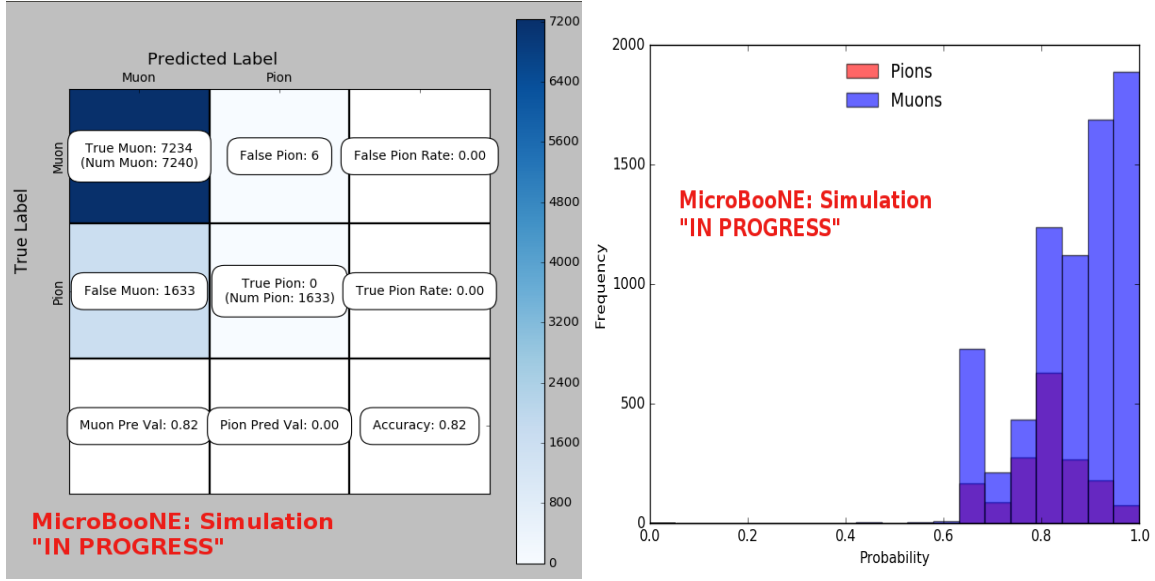 Predicted Label
Muon
Pion
True Label
Muon
True Muon: 7234
(Num Muon: 7240)
False Pion: 6
False Pion Rate: 0.00
Pion
False Muon: 1633
True Pion: 0
(Num Pion: 1633)
True Pion Rate: 0.00
Muon Pre Val: 0.82
Pion Pred Val: 0.00
Accuracy: 0.82
7200
6400
5600
4800
4000
3200
2400
1600
800
0
MicroBooNE: Simulation
"IN PROGRESS"
2000
1500
1000
500
0
Frequency
Pions
Muons
MicroBooNE: Simulation
"IN PROGRESS"
0.0
0.2
0.4
0.6
0.8
1.0
Probability